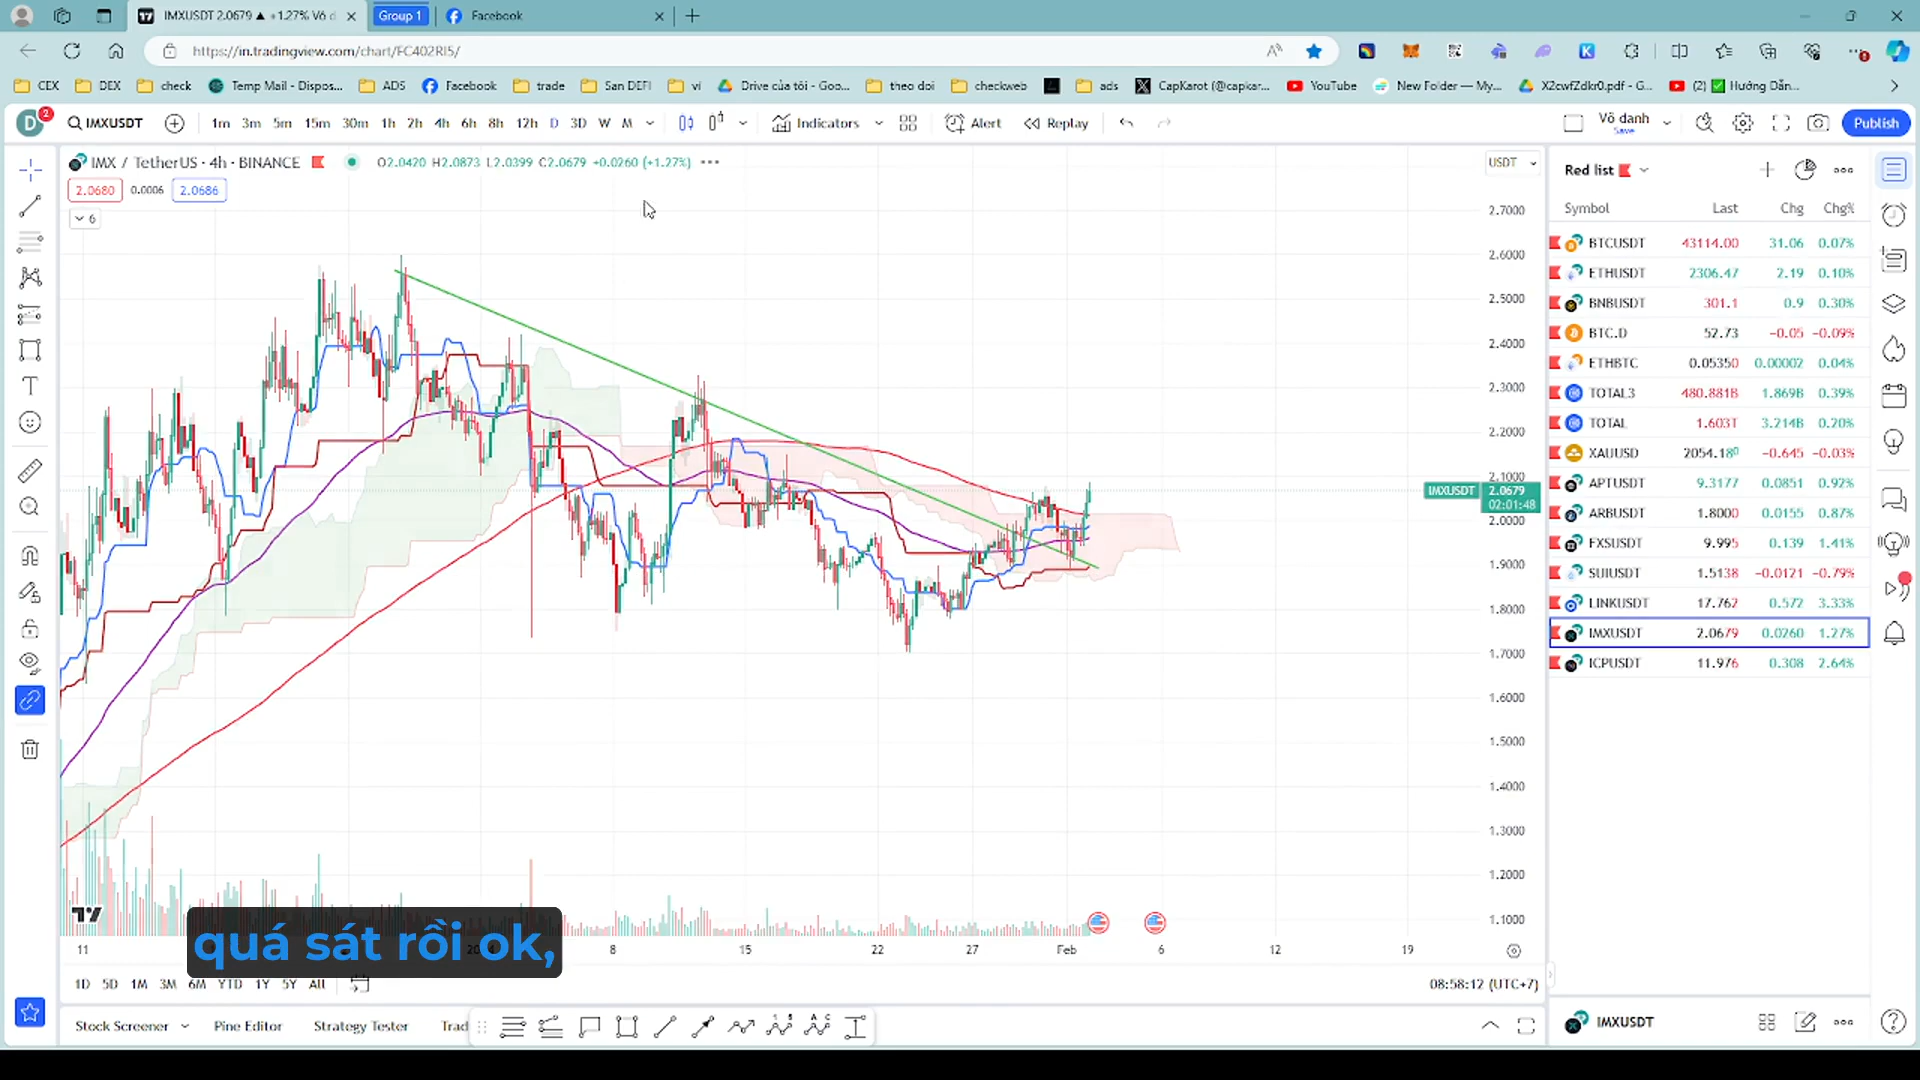 IMXUSDT 2.0679 ▲ +1.27% Vô d
Group 1
Facebook
https://in.tradingview.com/chart/FC402RI5/
CEX
DEX
check
Temp Mail - Dispos...
ADS
Facebook
trade
San DEFI
ví
Drive của tôi - Goo...
theo doi
checkweb
ads
CapKarot (@capkar...
YouTube
New Folder — My...
X2cwfZdkr0.pdf - G...
(2) ✅ Hướng Dẫn...
D
2
IMXUSDT
1m 3m 5m 15m 30m 1h 2h 4h 6h 8h 12h D 3D W M
Indicators
Alert
Replay
Vô danh
Save
Publish
IMX / TetherUS · 4h · BINANCE
O2.0420 H2.0873 L2.0399 C2.0679 +0.0260 (+1.27%)
2.0680 0.0006 2.0686
6
USDT
2.7000
2.6000
2.5000
2.4000
2.3000
2.2000
2.1000
IMXUSDT 2.0679
02:01:48
2.0000
1.9000
1.8000
1.7000
1.6000
1.5000
1.4000
1.3000
1.2000
1.1000
Red list
Symbol Last Chg Chg%
BTCUSDT 43114.00 31.06 0.07%
ETHUSDT 2306.47 2.19 0.10%
BNBUSDT 301.1 0.9 0.30%
BTC.D 52.73 −0.05 −0.09%
ETHBTC 0.05350 0.00002 0.04%
TOTAL3 480.881B 1.869B 0.39%
TOTAL 1.603T 3.214B 0.20%
XAUUSD 2054.180 −0.645 −0.03%
APTUSDT 9.3177 0.0851 0.92%
ARBUSDT 1.8000 0.0155 0.87%
FXSUSDT 9.995 0.139 1.41%
SUIUSDT 1.5138 −0.0121 −0.79%
LINKUSDT 17.762 0.572 3.33%
IMXUSDT 2.0679 0.0260 1.27%
ICPUSDT 11.976 0.308 2.64%
quá sát rồi ok,
11 8 15 22 27 Feb 6 12 19
1D 5D 1M 3M 6M YTD 1Y 5Y All
08:58:12 (UTC+7)
Stock Screener
Pine Editor
Strategy Tester
Trad
IMXUSDT